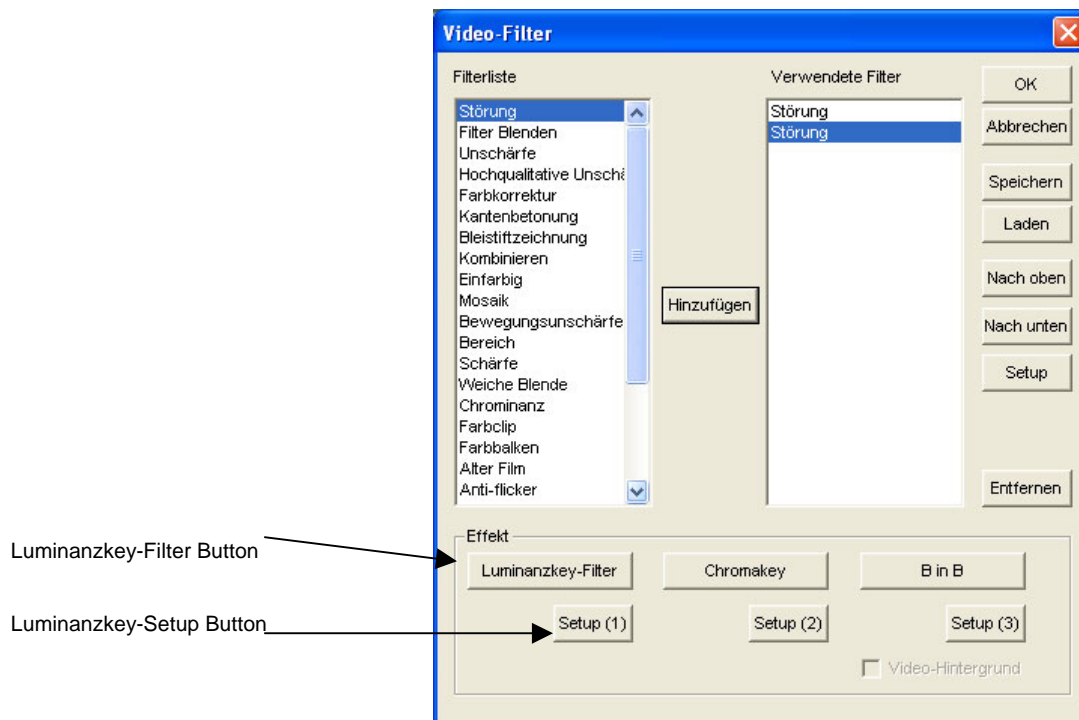 Video-Filter
Filterliste
Störung
Filter Blenden
Unschärfe
Hochqualitative Unschä
Farbkorrektur
Kantenbetonung
Bleistiftzeichnung
Kombinieren
Einfarbig
Mosaik
Bewegungsunschärfe
Bereich
Schärfe
Weiche Blende
Chrominanz
Farbclip
Farbbalken
Alter Film
Anti-flicker
Hinzufügen
Verwendete Filter
Störung
Störung
OK
Abbrechen
Speichern
Laden
Nach oben
Nach unten
Setup
Entfernen
Effekt
Luminanzkey-Filter Button
Luminanzkey-Filter
Chromakey
B in B
Luminanzkey-Setup Button
Setup (1)
Setup (2)
Setup (3)
Video-Hintergrund